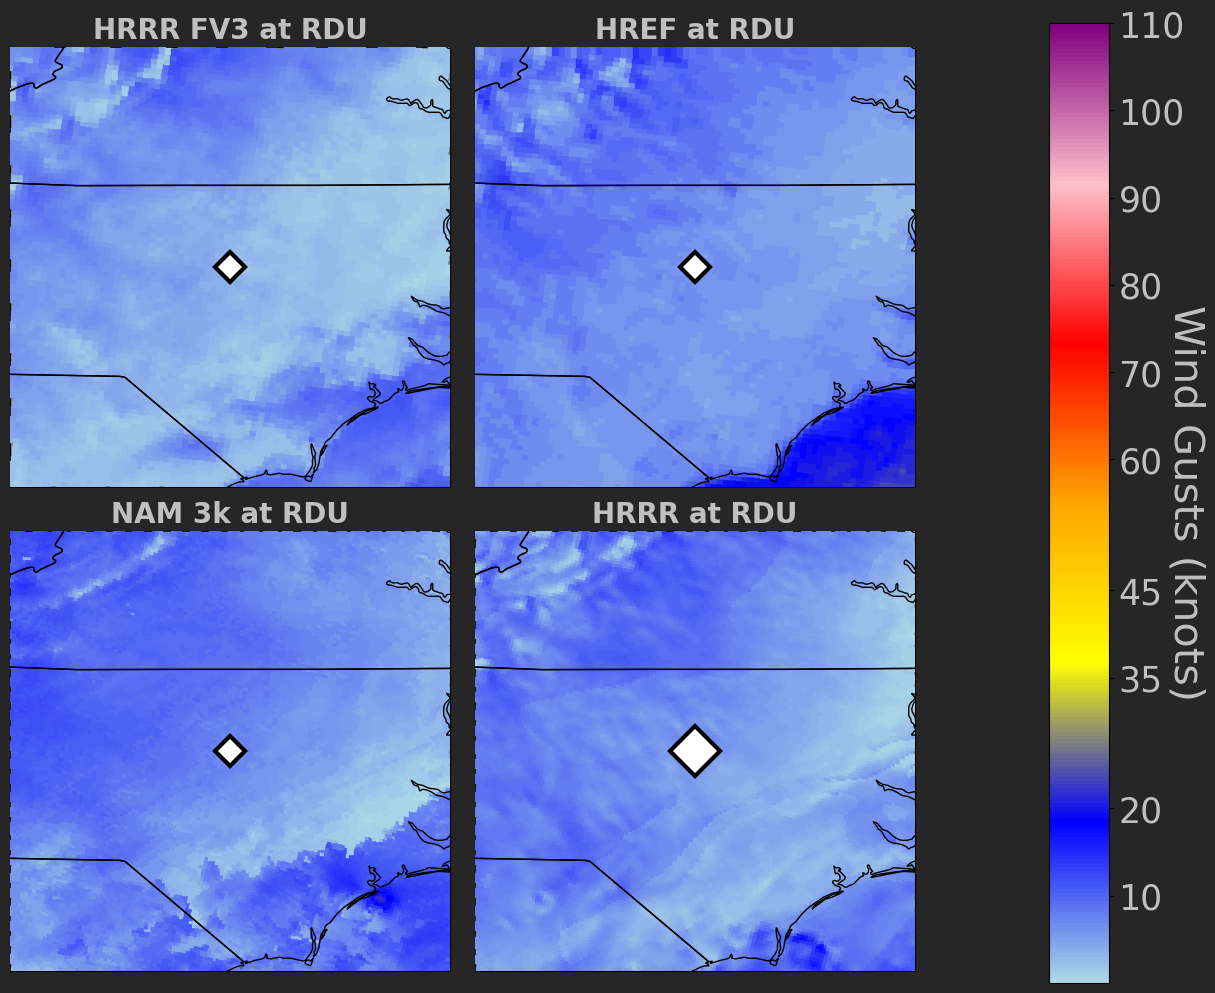 HRRR FV3 at RDU
HREF at RDU
NAM 3k at RDU
HRRR at RDU
110
100
90
80
70
60
45
35
20
10
Wind Gusts (knots)